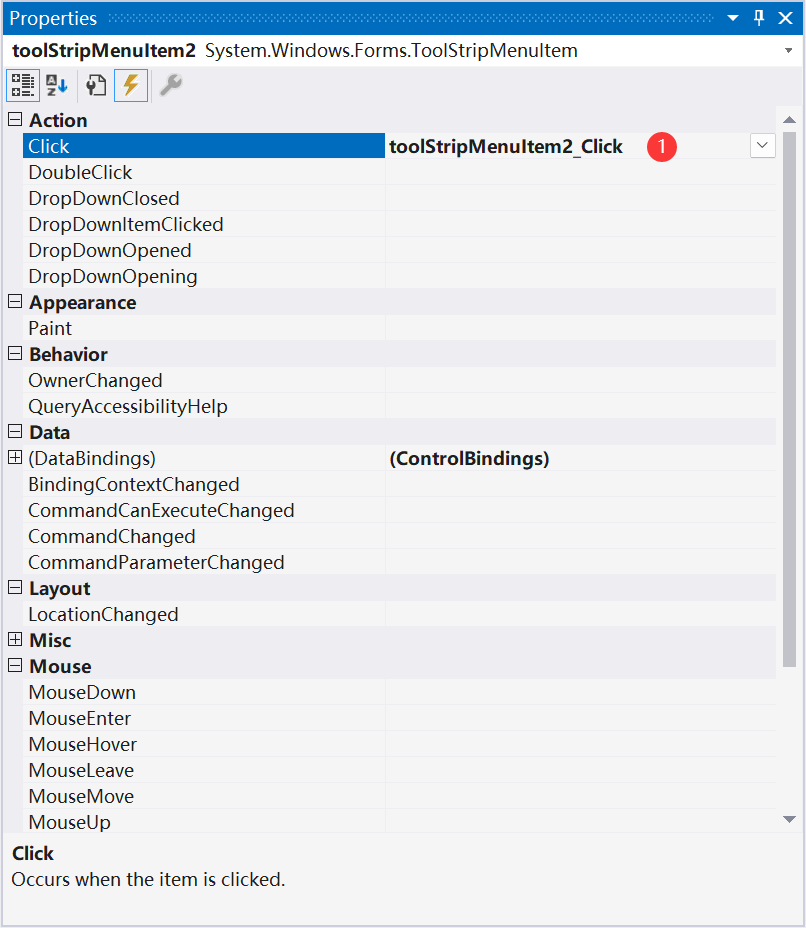 Properties
toolStripMenuItem2 System.Windows.Forms.ToolStripMenuItem
Action
Click toolStripMenuItem2_Click 1
DoubleClick
DropDownClosed
DropDownItemClicked
DropDownOpened
DropDownOpening
Appearance
Paint
Behavior
OwnerChanged
QueryAccessibilityHelp
Data
(DataBindings) (ControlBindings)
BindingContextChanged
CommandCanExecuteChanged
CommandChanged
CommandParameterChanged
Layout
LocationChanged
Misc
Mouse
MouseDown
MouseEnter
MouseHover
MouseLeave
MouseMove
MouseUp
Click
Occurs when the item is clicked.